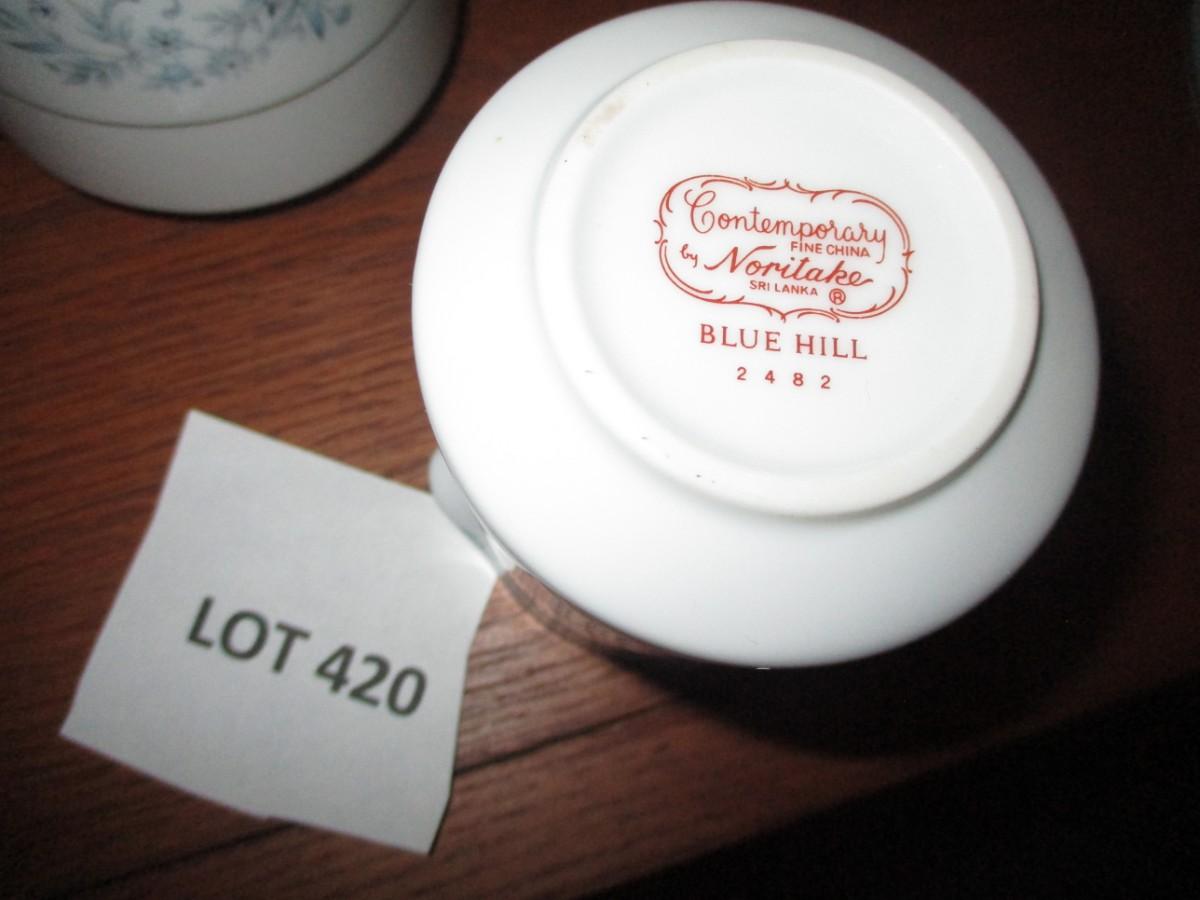 Contemporary
FINE CHINA
by Noritake
SRI LANKA ®
BLUE HILL
2482
LOT 420